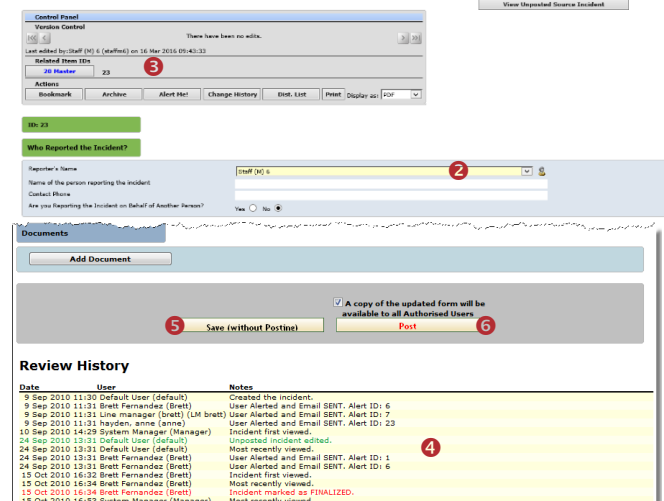 View Unposted Source Incident
Control Panel
Version Control
There have been no edits.
Last edited by:Staff (M) 6 (staffm6) on 16 Mar 2016 09:43:33
Related Item IDs
20 Master 23 3
Actions
Bookmark Archive Alert Me! Change History Dist. List Print Display as: PDF
ID: 23
Who Reported the Incident?
Reporter's Name Staff (M) 6 2
Name of the person reporting the incident
Contact Phone
Are you Reporting the Incident on Behalf of Another Person? Yes No
Documents
Add Document
A copy of the updated form will be
available to all Authorised Users
5 Save (without Posting) Post 6
Review History
Date User Notes
9 Sep 2010 11:30 Default User (default) Created the incident.
9 Sep 2010 11:31 Brett Fernandez (Brett) User Alerted and Email SENT. Alert ID: 6
9 Sep 2010 11:31 Line manager (brett) (LM brett) User Alerted and Email SENT. Alert ID: 7
9 Sep 2010 11:31 hayden, anne (anne) User Alerted and Email SENT. Alert ID: 23
10 Sep 2010 14:29 System Manager (Manager) Incident first viewed.
24 Sep 2010 13:31 Default User (default) Unposted incident edited.
24 Sep 2010 13:31 Default User (default) Most recently viewed. 4
24 Sep 2010 13:31 Brett Fernandez (Brett) User Alerted and Email SENT. Alert ID: 1
24 Sep 2010 13:31 Brett Fernandez (Brett) User Alerted and Email SENT. Alert ID: 6
15 Oct 2010 16:32 Brett Fernandez (Brett) Incident first viewed.
15 Oct 2010 16:34 Brett Fernandez (Brett) Most recently viewed.
15 Oct 2010 16:34 Brett Fernandez (Brett) Incident marked as FINALIZED.
15 Oct 2010 16:53 System Manager (Manager) Most recently viewed.